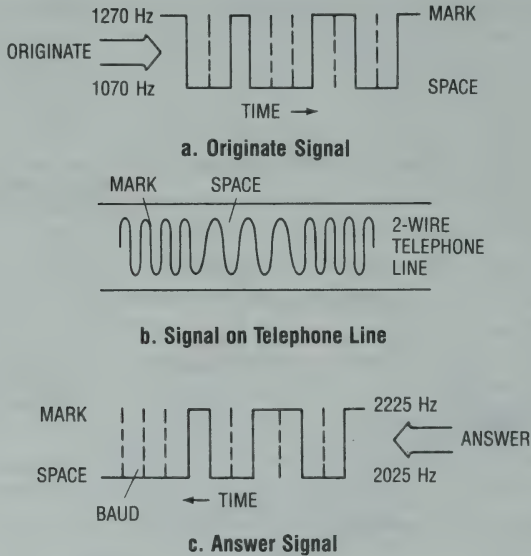 1270 Hz
MARK
ORIGINATE
1070 Hz
SPACE
TIME
a. Originate Signal
MARK
SPACE
2-WIRE
TELEPHONE
LINE
b. Signal on Telephone Line
MARK
2225 Hz
ANSWER
SPACE
2025 Hz
TIME
BAUD
c. Answer Signal